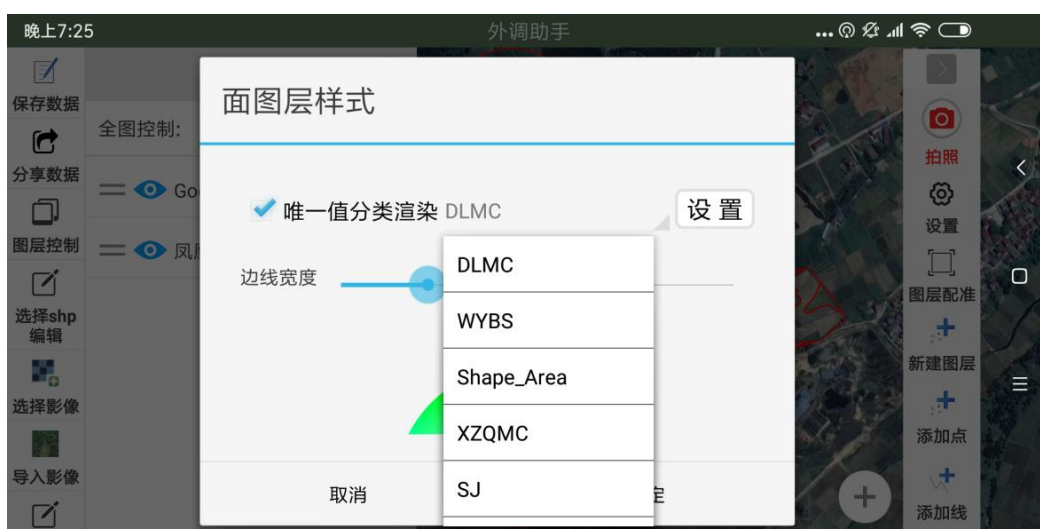 晚上7:25
外调助手
保存数据
分享数据
图层控制
选择shp
编辑
选择影像
导入影像
全图控制:
Go
面图层样式
唯一值分类渲染 DLMC
设置
边线宽度
DLMC
WYBS
Shape_Area
XZQMC
SJ
取消
拍照
设置
图层配准
新建图层
添加点
添加线